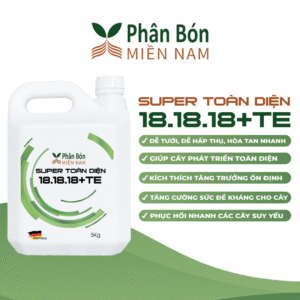 Phân Bón
MIỀN NAM
SUPER TOÀN DIỆN
18.18.18+TE
DỄ TƯƠI, DỄ HẤP THỤ, HÒA TAN NHANH
GIÚP CÂY PHÁT TRIỂN TOÀN DIỆN
KÍCH THÍCH TĂNG TRƯỞNG ỔN ĐỊNH
TĂNG CƯỜNG SỨC ĐỀ KHÁNG CHO CÂY
PHỤC HỒI NHANH CÁC CÂY SUY YẾU
Phân Bón
MIỀN NAM
SUPER TOÀN DIỆN
18.18.18+TE
Germany
5Kg